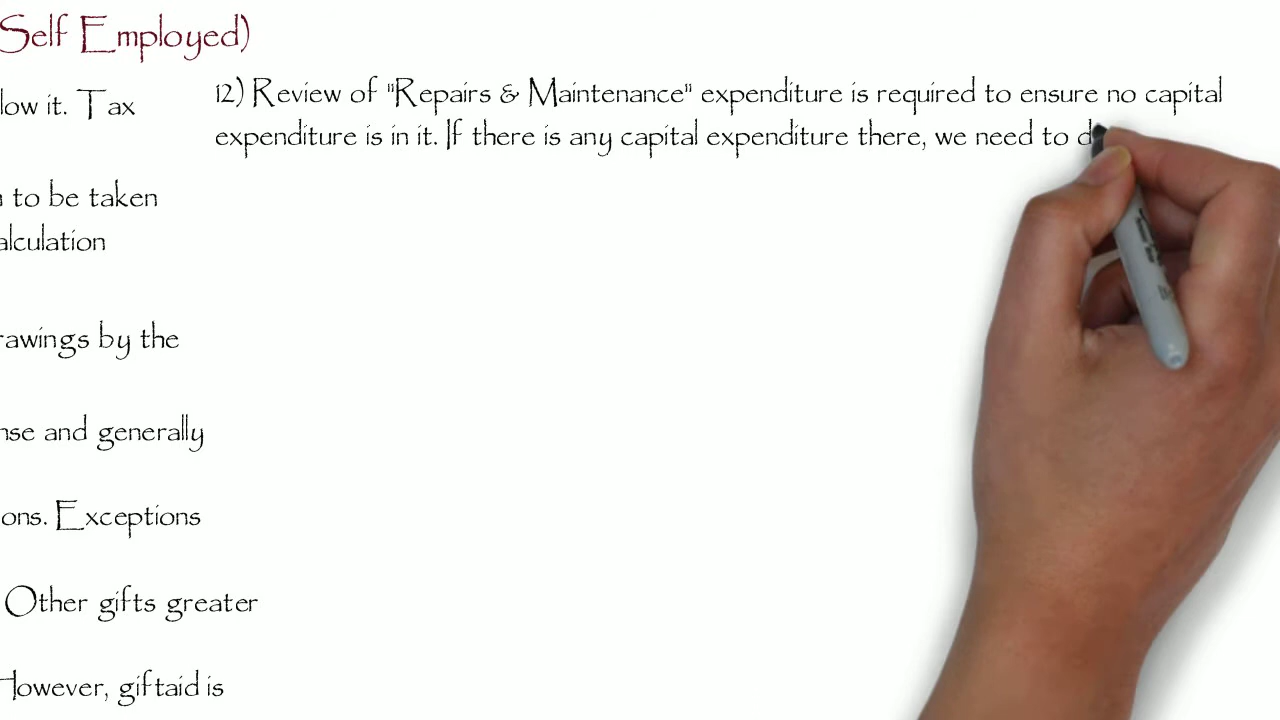 Self Employed)
low it. Tax
to be taken
alculation
rawings by the
nse and generally
ons. Exceptions
Other gifts greater
However, giftaid is
12) Review of "Repairs & Maintenance" expenditure is required to ensure no capital
expenditure is in it. If there is any capital expenditure there, we need to d